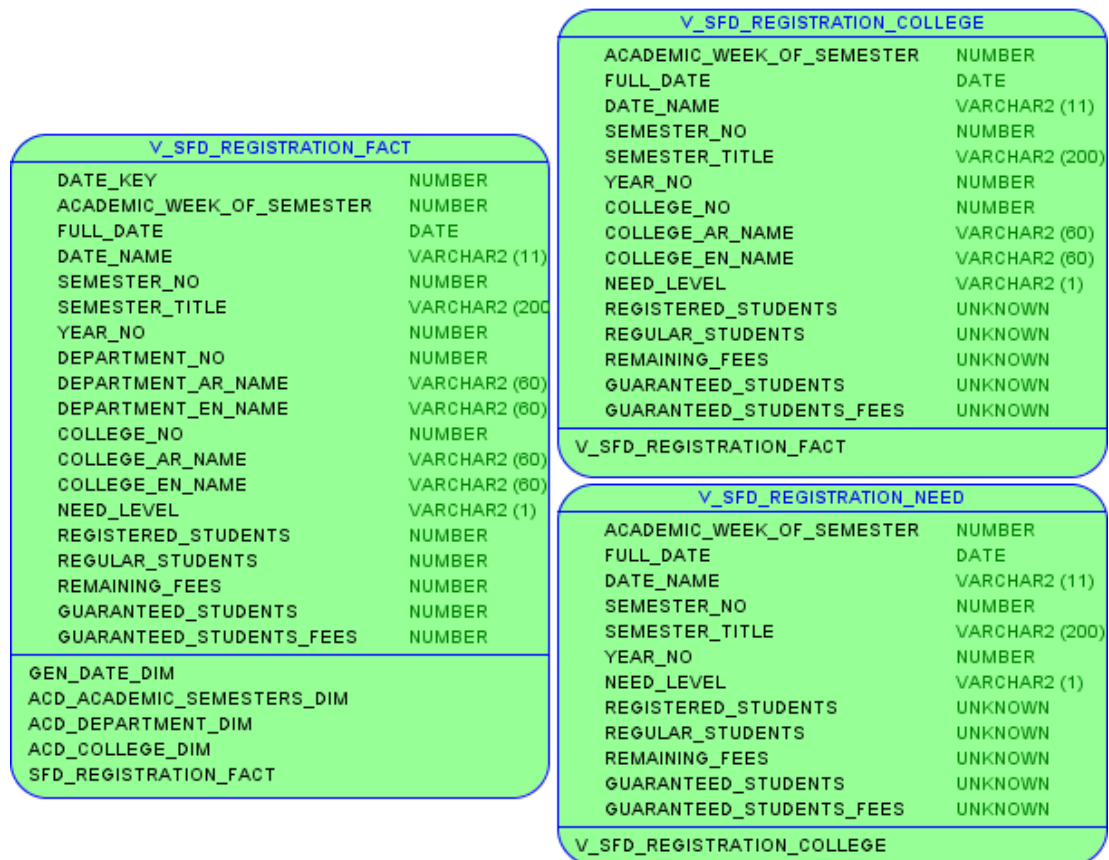 V_SFD_REGISTRATION_FACT
DATE_KEY NUMBER
ACADEMIC_WEEK_OF_SEMESTER NUMBER
FULL_DATE DATE
DATE_NAME VARCHAR2 (11)
SEMESTER_NO NUMBER
SEMESTER_TITLE VARCHAR2 (200
YEAR_NO NUMBER
DEPARTMENT_NO NUMBER
DEPARTMENT_AR_NAME VARCHAR2 (60)
DEPARTMENT_EN_NAME VARCHAR2 (60)
COLLEGE_NO NUMBER
COLLEGE_AR_NAME VARCHAR2 (60)
COLLEGE_EN_NAME VARCHAR2 (60)
NEED_LEVEL VARCHAR2 (1)
REGISTERED_STUDENTS NUMBER
REGULAR_STUDENTS NUMBER
REMAINING_FEES NUMBER
GUARANTEED_STUDENTS NUMBER
GUARANTEED_STUDENTS_FEES NUMBER
GEN_DATE_DIM
ACD_ACADEMIC_SEMESTERS_DIM
ACD_DEPARTMENT_DIM
ACD_COLLEGE_DIM
SFD_REGISTRATION_FACT
V_SFD_REGISTRATION_COLLEGE
ACADEMIC_WEEK_OF_SEMESTER NUMBER
FULL_DATE DATE
DATE_NAME VARCHAR2 (11)
SEMESTER_NO NUMBER
SEMESTER_TITLE VARCHAR2 (200)
YEAR_NO NUMBER
COLLEGE_NO NUMBER
COLLEGE_AR_NAME VARCHAR2 (60)
COLLEGE_EN_NAME VARCHAR2 (60)
NEED_LEVEL VARCHAR2 (1)
REGISTERED_STUDENTS UNKNOWN
REGULAR_STUDENTS UNKNOWN
REMAINING_FEES UNKNOWN
GUARANTEED_STUDENTS UNKNOWN
GUARANTEED_STUDENTS_FEES UNKNOWN
V_SFD_REGISTRATION_FACT
V_SFD_REGISTRATION_NEED
ACADEMIC_WEEK_OF_SEMESTER NUMBER
FULL_DATE DATE
DATE_NAME VARCHAR2 (11)
SEMESTER_NO NUMBER
SEMESTER_TITLE VARCHAR2 (200)
YEAR_NO NUMBER
NEED_LEVEL VARCHAR2 (1)
REGISTERED_STUDENTS UNKNOWN
REGULAR_STUDENTS UNKNOWN
REMAINING_FEES UNKNOWN
GUARANTEED_STUDENTS UNKNOWN
GUARANTEED_STUDENTS_FEES UNKNOWN
V_SFD_REGISTRATION_COLLEGE